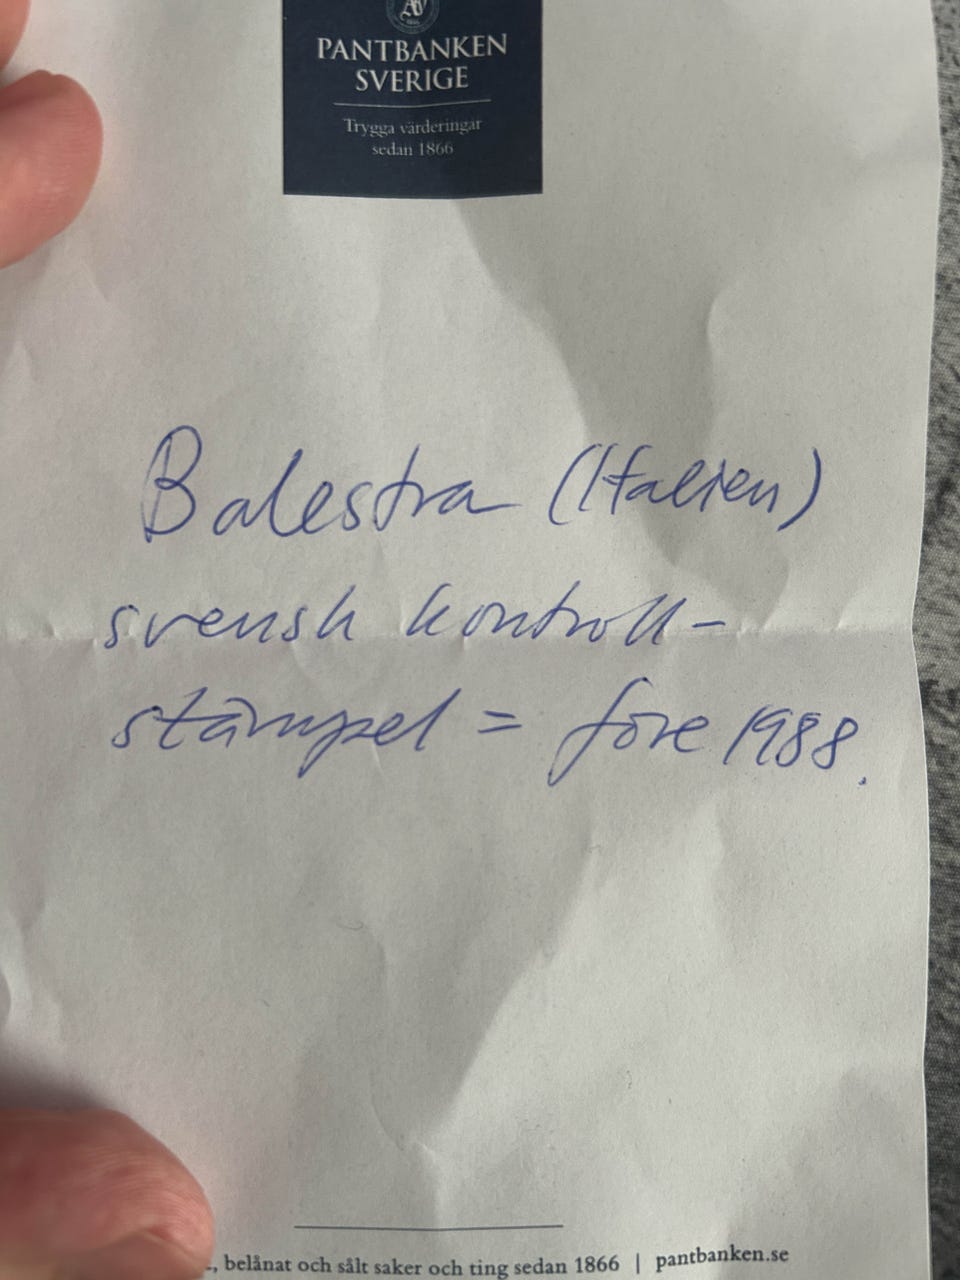 PANTBANKEN
SVERIGE
Trygga värderingar
sedan 1866
Balestra (Italien)
svensk kontroll-
stämpel = före 1988.
, belånat och sålt saker och ting sedan 1866 | pantbanken.se